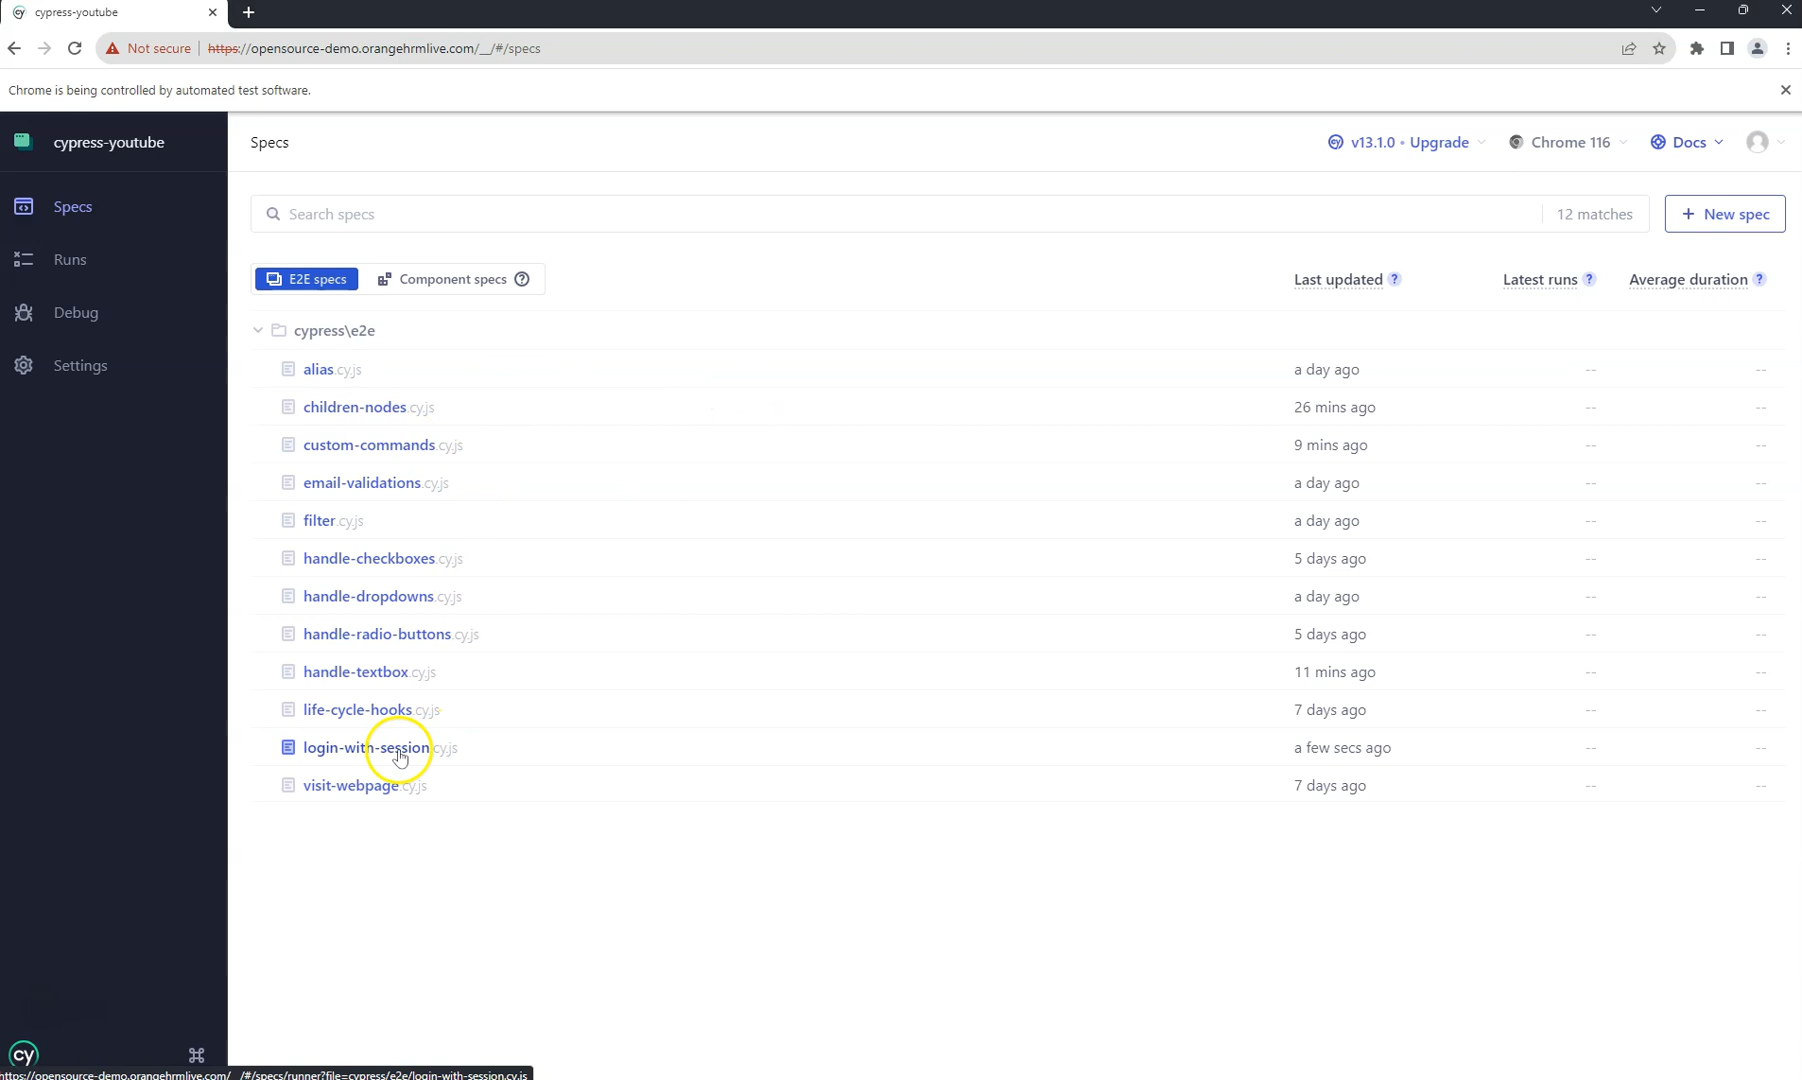 cypress-youtube
Not secure | https://opensource-demo.orangehrmlive.com/__/#/specs
Chrome is being controlled by automated test software.
cypress-youtube
Specs
v13.1.0 • Upgrade
Chrome 116
Docs
Specs
Search specs
12 matches
+ New spec
Runs
E2E specs
Component specs ?
Last updated ?
Latest runs ?
Average duration ?
Debug
cypress\e2e
Settings
alias.cy.js a day ago -- --
children-nodes.cy.js 26 mins ago -- --
custom-commands.cy.js 9 mins ago -- --
email-validations.cy.js a day ago -- --
filter.cy.js a day ago -- --
handle-checkboxes.cy.js 5 days ago -- --
handle-dropdowns.cy.js a day ago -- --
handle-radio-buttons.cy.js 5 days ago -- --
handle-textbox.cy.js 11 mins ago -- --
life-cycle-hooks.cy.js 7 days ago -- --
login-with-session.cy.js a few secs ago -- --
visit-webpage.cy.js 7 days ago -- --
cy
https://opensource-demo.orangehrmlive.com/__/#/specs/runner?file=cypress/e2e/login-with-session.cy.js